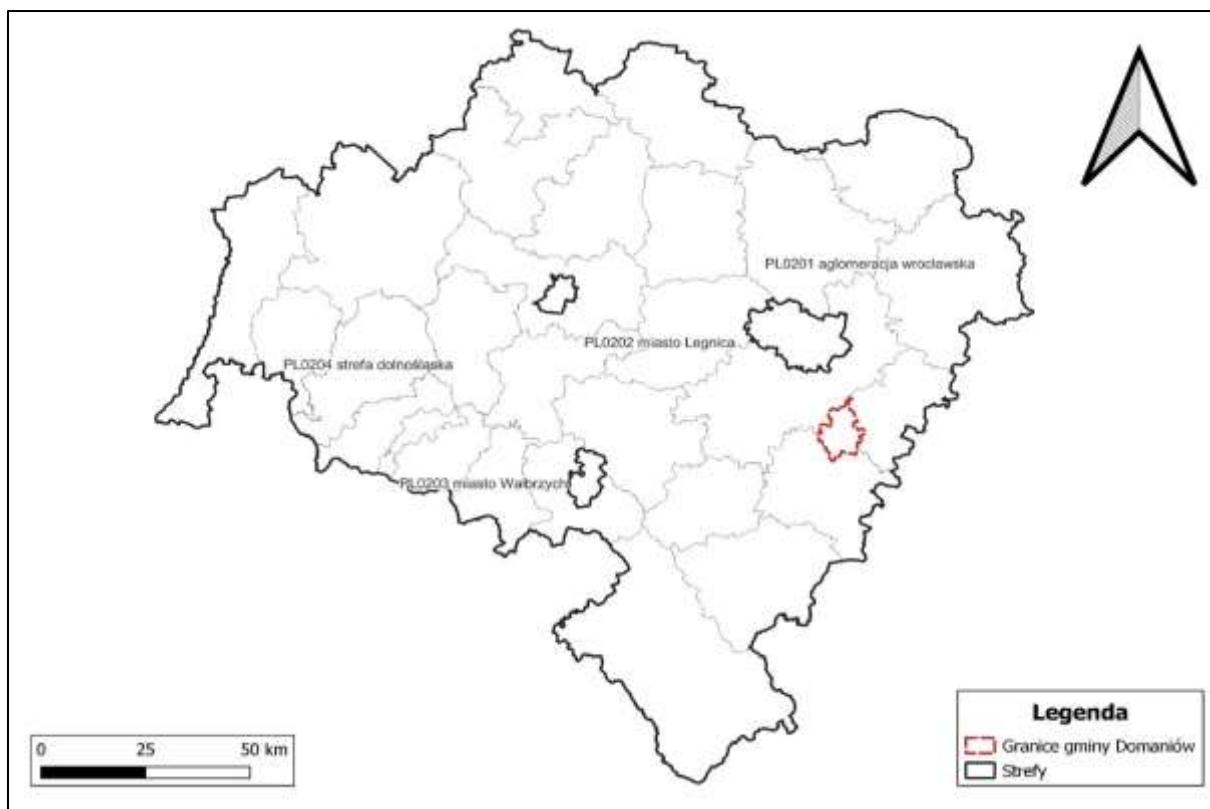 PL0201 aglomeracja wrocławska
PL0202 miasto Legnica
PL0204 strefa dolnośląska
PL0203 miasto Wałbrzych
0 25 50 km
Legenda
Granice gminy Domaniów
Strefy